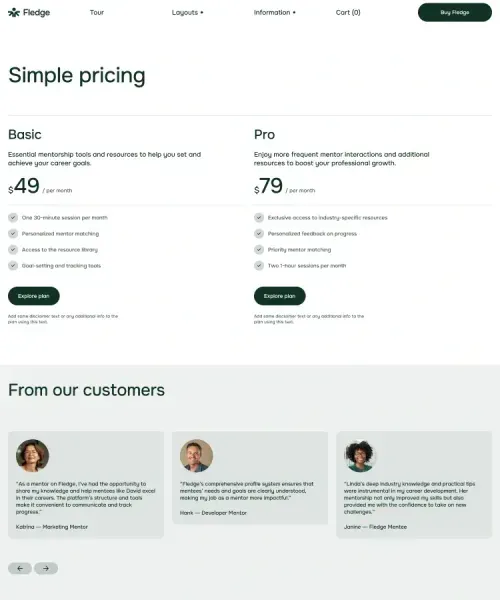 Fledge
Tour
Layouts
Information
Cart (0)
Buy Fledge
Simple pricing
Basic
Essential mentorship tools and resources to help you set and
achieve your career goals.
$49 / per month
One 30-minute session per month
Personalized mentor matching
Access to the resource library
Goal-setting and tracking tools
Explore plan
Add some disclaimer text or any additional info to the
plan using this text.
Pro
Enjoy more frequent mentor interactions and additional
resources to boost your professional growth.
$79 / per month
Exclusive access to industry-specific resources
Personalized feedback on progress
Priority mentor matching
Two 1-hour sessions per month
Explore plan
Add some disclaimer text or any additional info to the
plan using this text.
From our customers
"As a mentor on Fledge, I've had the opportunity to
share my knowledge and help mentees like David excel
in their careers. The platform's structure and tools
make it convenient to communicate and track
progress."
Katrina — Marketing Mentor
"Fledge's comprehensive profile system ensures that
mentees' needs and goals are clearly understood,
making my job as a mentor more impactful."
Hank — Developer Mentor
"Linda's deep industry knowledge and practical tips
were instrumental in my career development. Her
mentorship not only improved my skills but also
provided me with the confidence to take on new
challenges."
Janine — Fledge Mentee